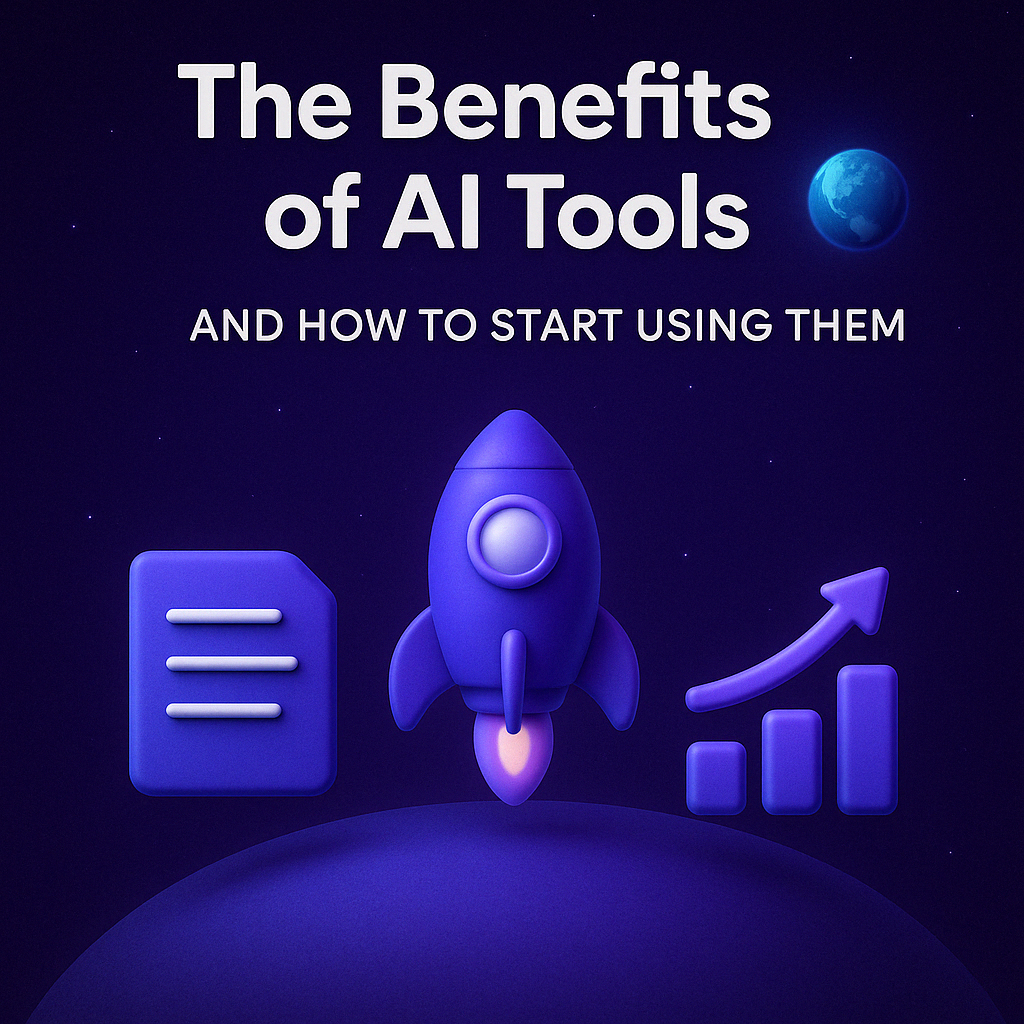 The Benefits
of AI Tools
AND HOW TO START USING THEM